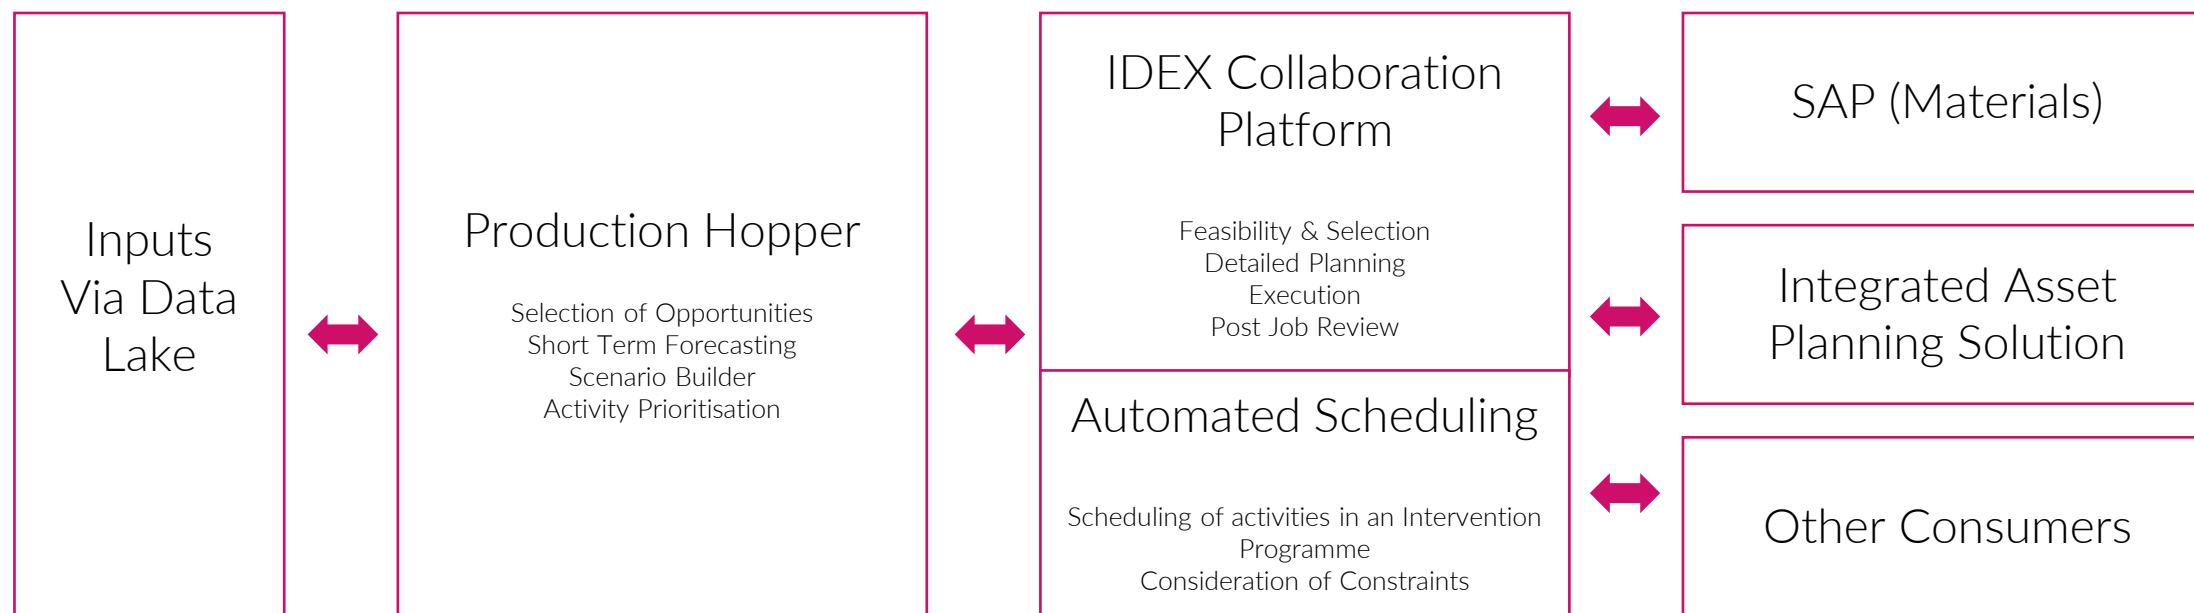 Inputs
Via Data
Lake
Production Hopper
Selection of Opportunities
Short Term Forecasting
Scenario Builder
Activity Prioritisation
IDEX Collaboration
Platform
Feasibility & Selection
Detailed Planning
Execution
Post Job Review
Automated Scheduling
Scheduling of activities in an Intervention
Programme
Consideration of Constraints
SAP (Materials)
Integrated Asset
Planning Solution
Other Consumers